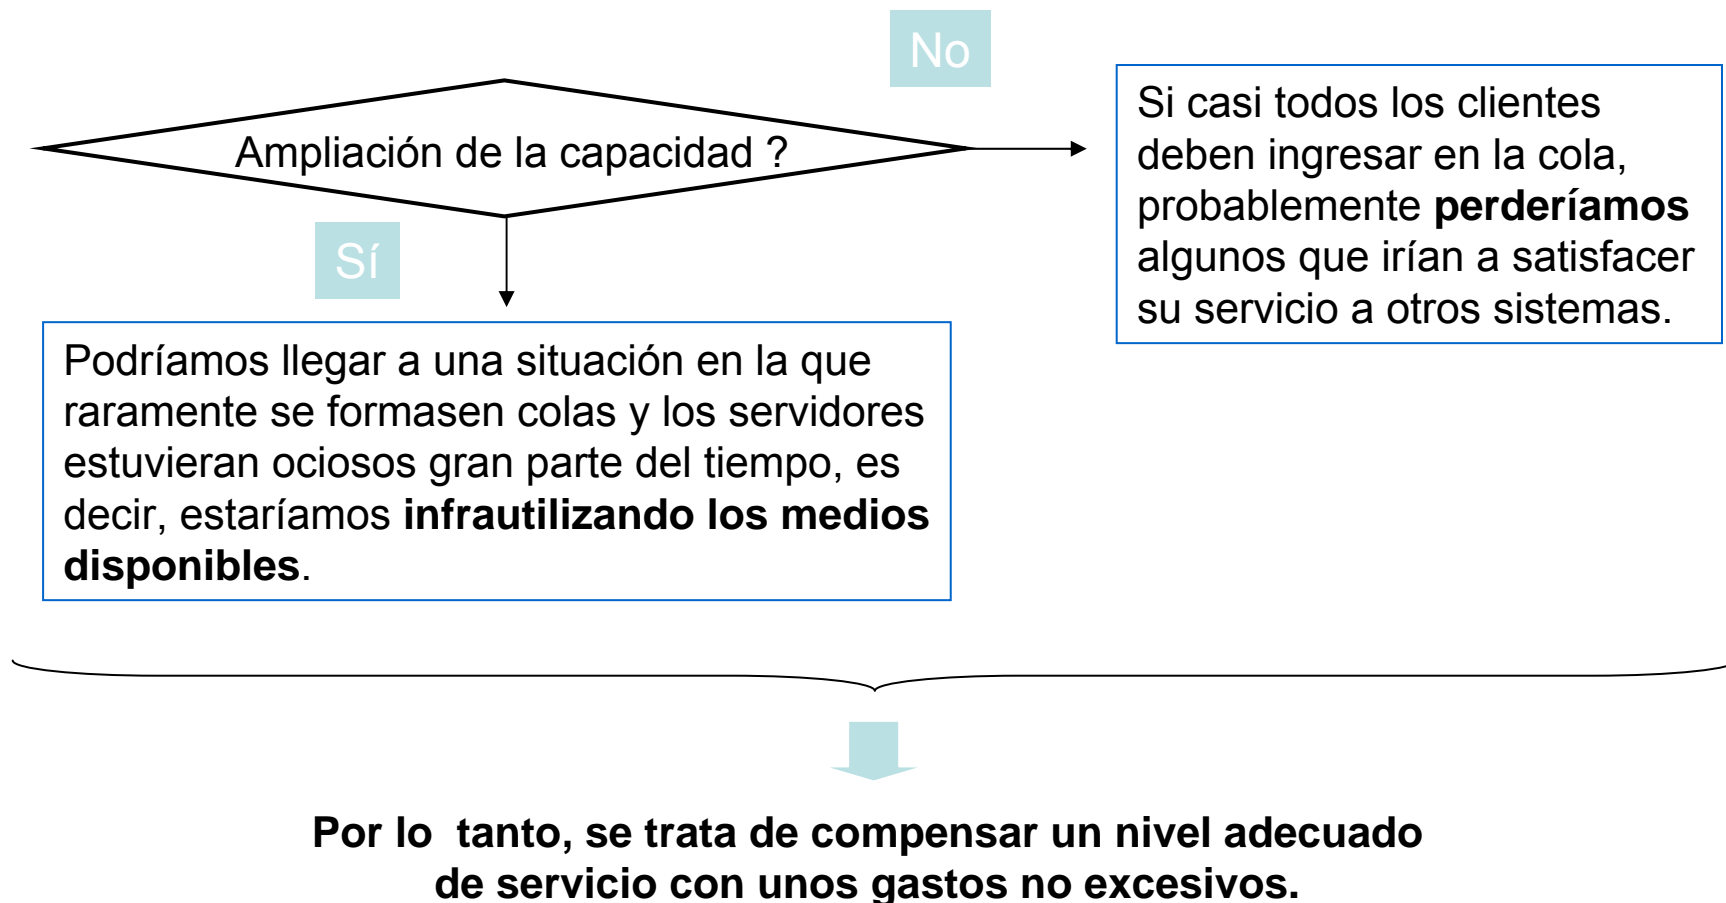 No
Ampliación de la capacidad ?
Sí
Si casi todos los clientes
deben ingresar en la cola,
probablemente perderíamos
algunos que irían a satisfacer
su servicio a otros sistemas.
Podríamos llegar a una situación en la que
raramente se formasen colas y los servidores
estuvieran ociosos gran parte del tiempo, es
decir, estaríamos infrautilizando los medios
disponibles.
Por lo  tanto, se trata de compensar un nivel adecuado
de servicio con unos gastos no excesivos.